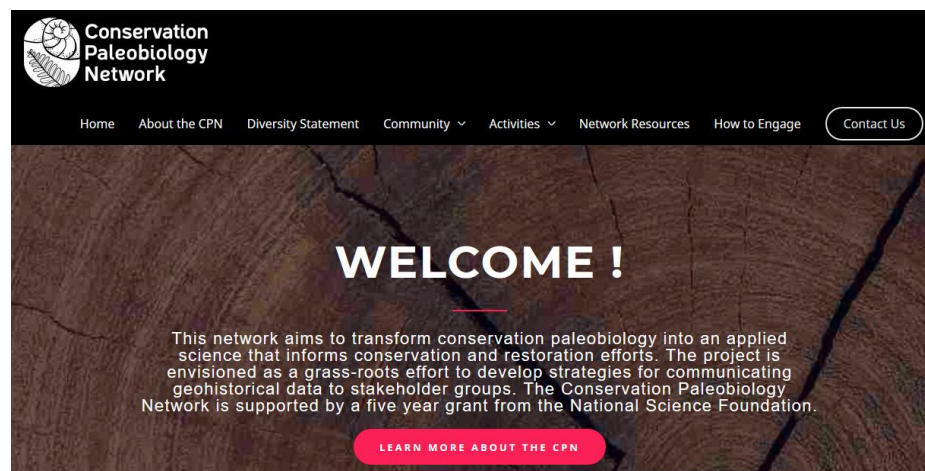 Conservation
Paleobiology
Network
Home About the CPN Diversity Statement Community Activities Network Resources How to Engage Contact Us
WELCOME !
This network aims to transform conservation paleobiology into an applied
science that informs conservation and restoration efforts. The project is
envisioned as a grass-roots effort to develop strategies for communicating
geohistorical data to stakeholder groups. The Conservation Paleobiology
Network is supported by a five year grant from the National Science Foundation.
LEARN MORE ABOUT THE CPN